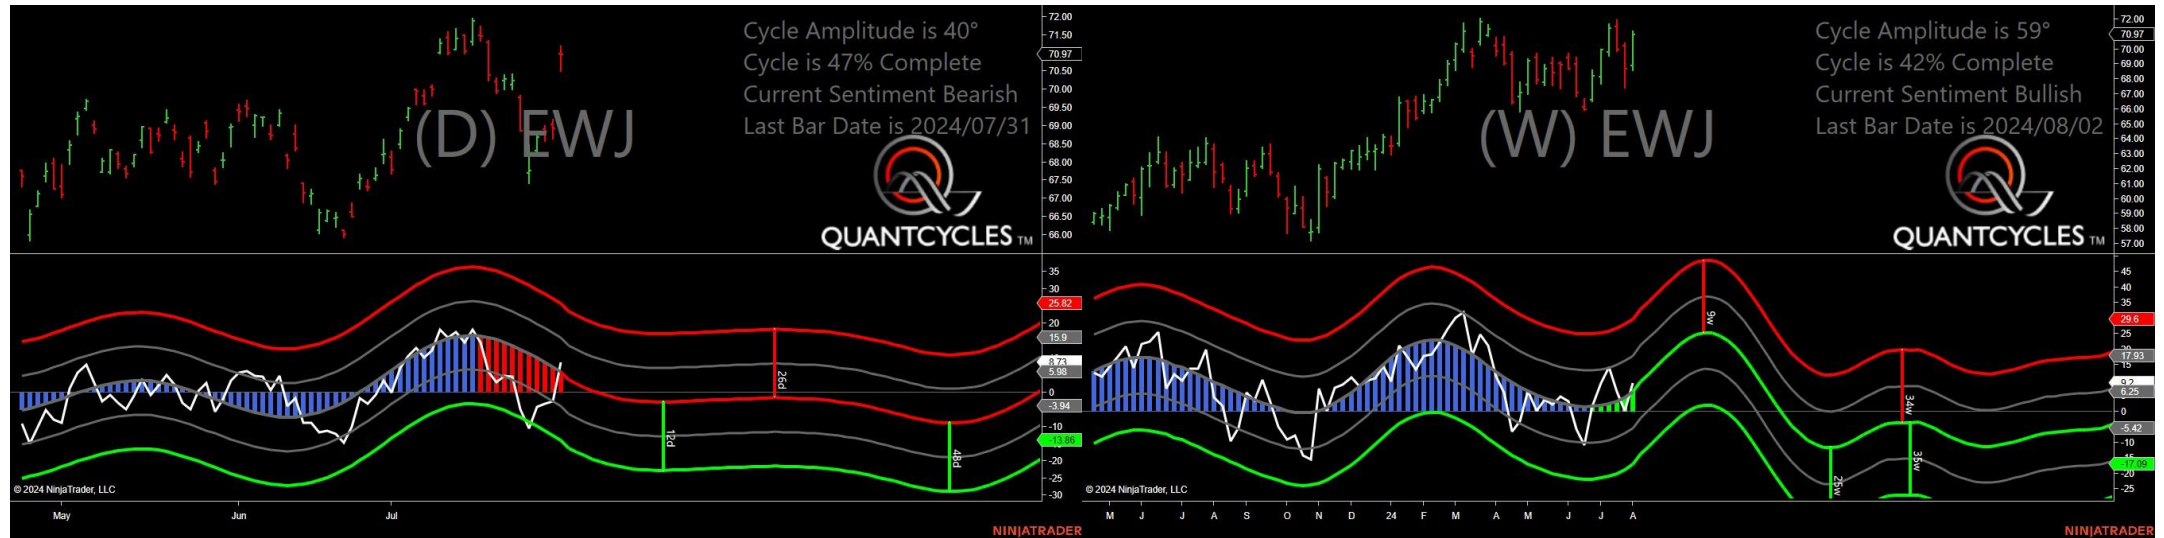 Cycle Amplitude is 40°
Cycle is 47% Complete
Current Sentiment Bearish
Last Bar Date is 2024/07/31
(D) EWJ
QUANTCYCLES TM
72.00
71.50
70.97
70.50
70.00
69.50
69.00
68.50
68.00
67.50
67.00
66.50
66.00
35
30
25.82
20
15.9
8.73
5.98
0
-3.94
-10
-13.86
-20
-25
-30
26d
12d
48d
© 2024 NinjaTrader, LLC
May
Jun
Jul
NINJATRADER
Cycle Amplitude is 59°
Cycle is 42% Complete
Current Sentiment Bullish
Last Bar Date is 2024/08/02
(W) EWJ
QUANTCYCLES TM
72.00
70.97
70.00
69.00
68.00
67.00
66.00
65.00
64.00
63.00
62.00
61.00
60.00
59.00
58.00
57.00
45
40
35
29.6
25
17.93
15
9.2
6.25
0
-5.42
-10
-15
-17.09
-20
-25
9w
34w
25w
35w
© 2024 NinjaTrader, LLC
M J J A S O N D 24 F M A M J J A
NINJATRADER